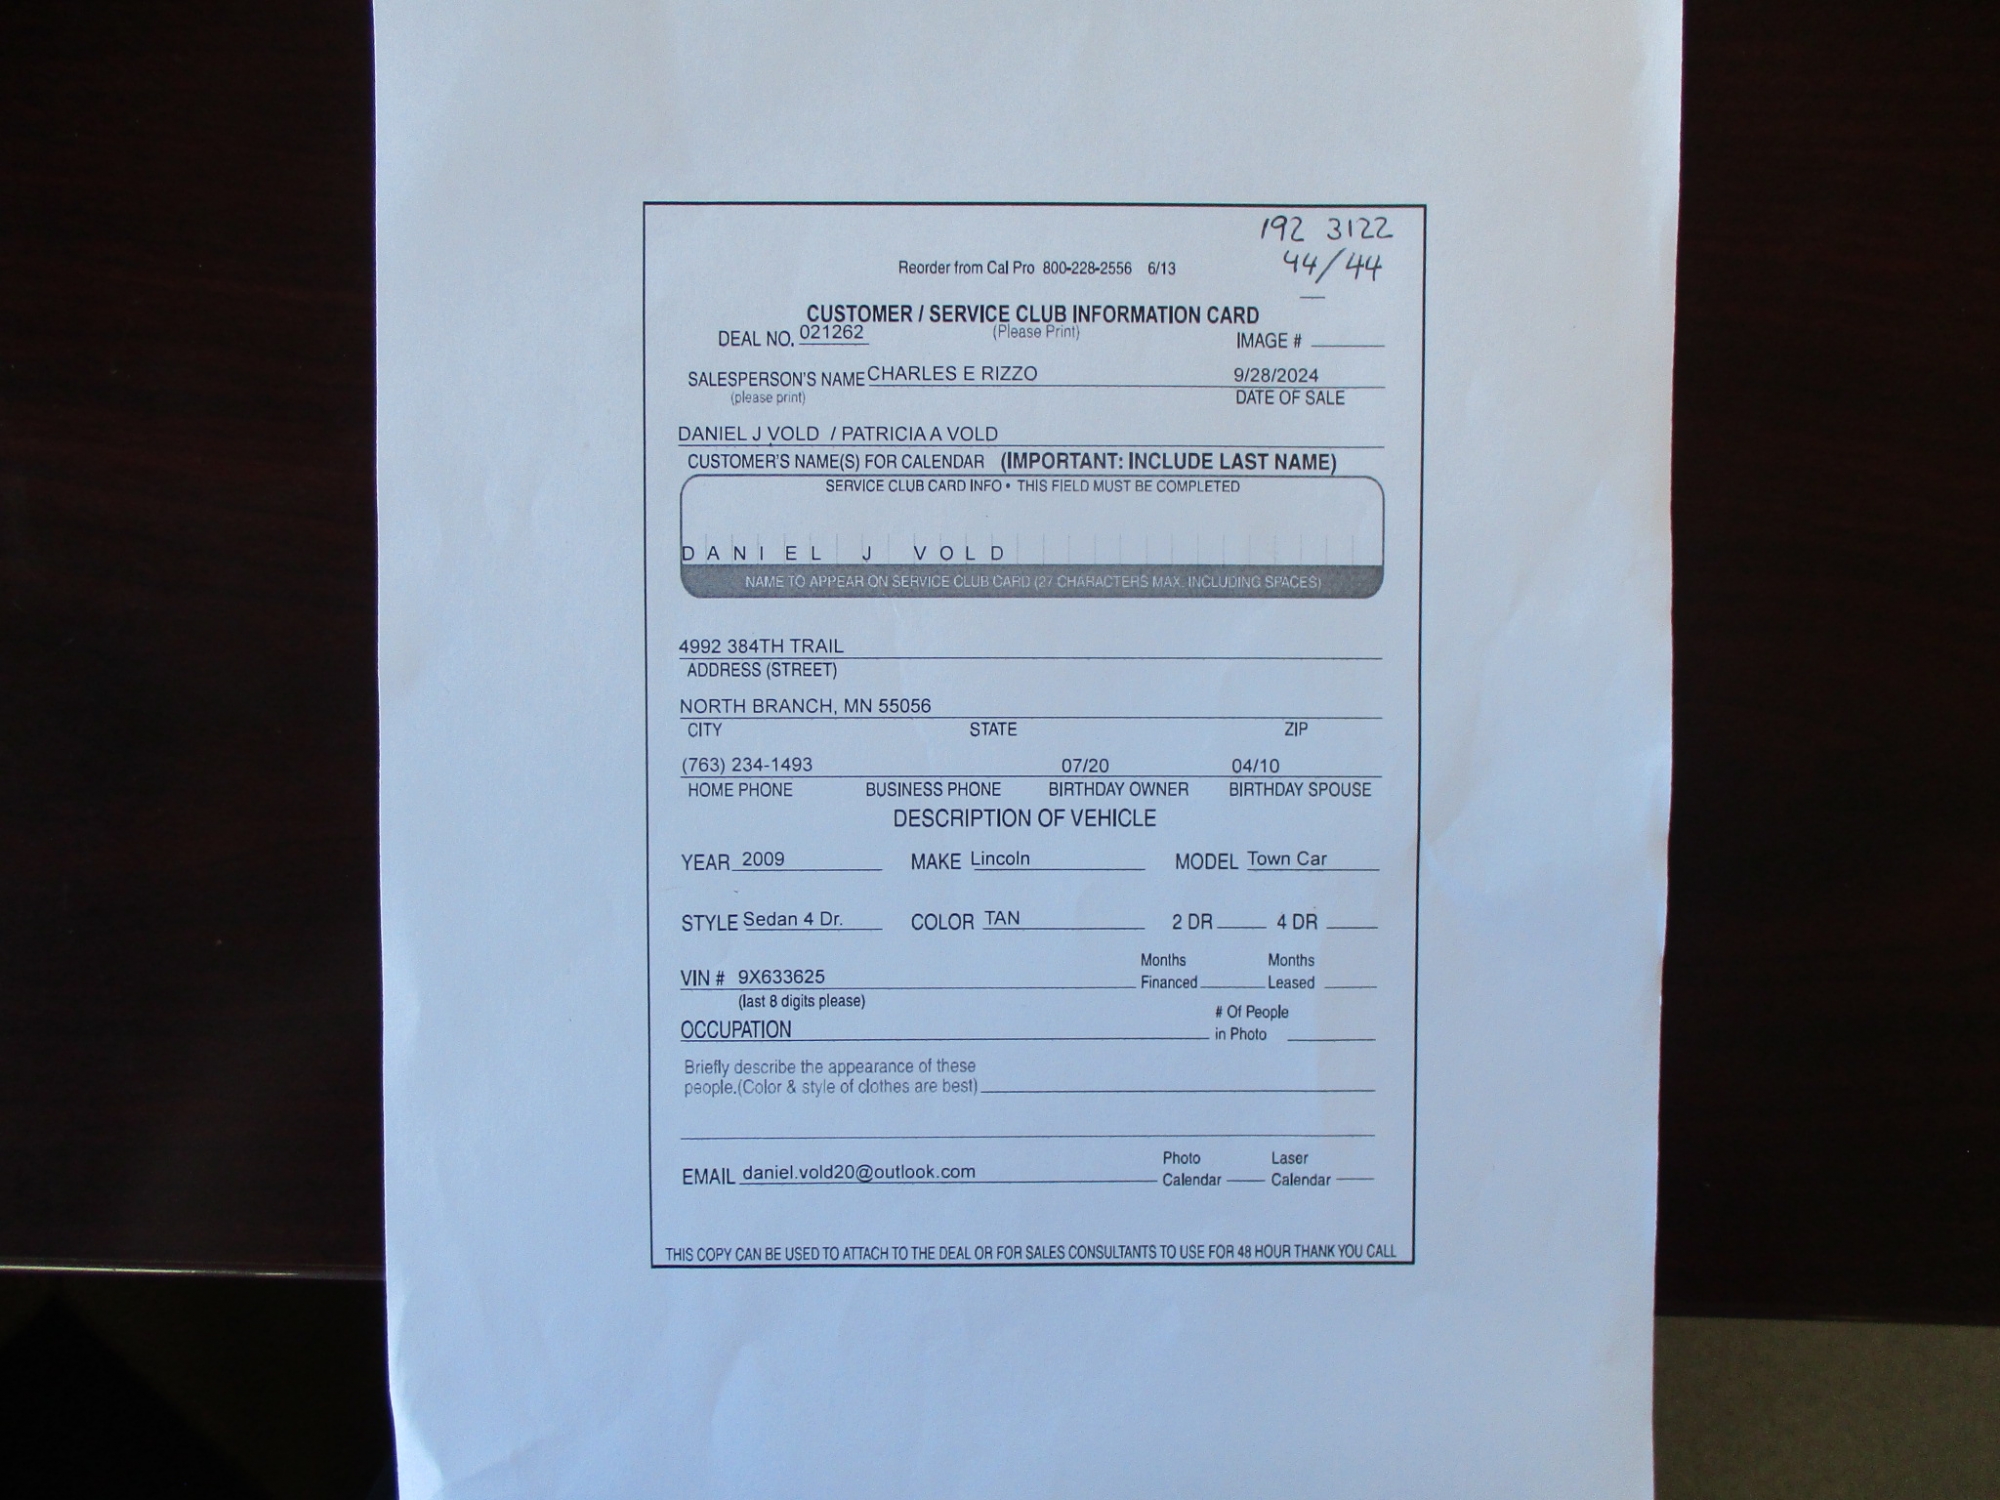 192 3122
44/44
Reorder from Cal Pro 800-228-2556 6/13
CUSTOMER / SERVICE CLUB INFORMATION CARD
DEAL NO. 021262 (Please Print) IMAGE #
SALESPERSON'S NAME CHARLES E RIZZO 9/28/2024
(please print) DATE OF SALE
DANIEL J VOLD / PATRICIA A VOLD
CUSTOMER'S NAME(S) FOR CALENDAR (IMPORTANT: INCLUDE LAST NAME)
SERVICE CLUB CARD INFO • THIS FIELD MUST BE COMPLETED
D A N I E L J V O L D
NAME TO APPEAR ON SERVICE CLUB CARD (27 CHARACTERS MAX. INCLUDING SPACES)
4992 384TH TRAIL
ADDRESS (STREET)
NORTH BRANCH, MN 55056
CITY STATE ZIP
(763) 234-1493 07/20 04/10
HOME PHONE BUSINESS PHONE BIRTHDAY OWNER BIRTHDAY SPOUSE
DESCRIPTION OF VEHICLE
YEAR 2009 MAKE Lincoln MODEL Town Car
STYLE Sedan 4 Dr. COLOR TAN 2 DR 4 DR
Months Months
VIN # 9X633625 Financed Leased
(last 8 digits please)
# Of People
OCCUPATION in Photo
Briefly describe the appearance of these
people.(Color & style of clothes are best)
Photo Laser
EMAIL daniel.vold20@outlook.com Calendar Calendar
THIS COPY CAN BE USED TO ATTACH TO THE DEAL OR FOR SALES CONSULTANTS TO USE FOR 48 HOUR THANK YOU CALL